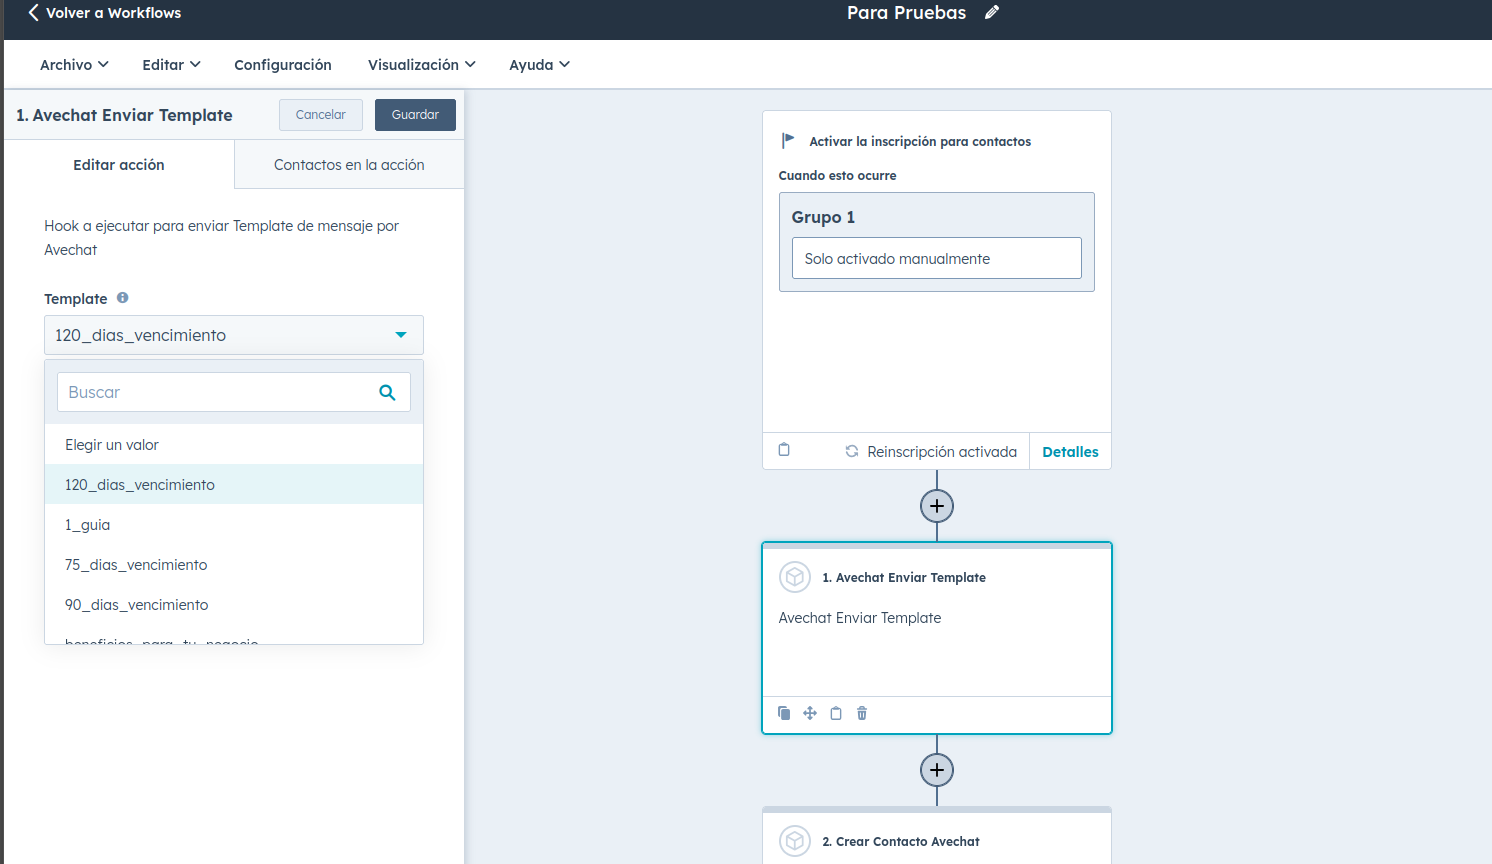 Volver a Workflows
Para Pruebas
Archivo
Editar
Configuración
Visualización
Ayuda
1. Avechat Enviar Template
Cancelar
Guardar
Editar acción
Contactos en la acción
Hook a ejecutar para enviar Template de mensaje por
Avechat
Template
120_dias_vencimiento
Buscar
Elegir un valor
120_dias_vencimiento
1_guia
75_dias_vencimiento
90_dias_vencimiento
beneficios_para_tu_negocio
Activar la inscripción para contactos
Cuando esto ocurre
Grupo 1
Solo activado manualmente
Reinscripción activada
Detalles
1. Avechat Enviar Template
Avechat Enviar Template
2. Crear Contacto Avechat